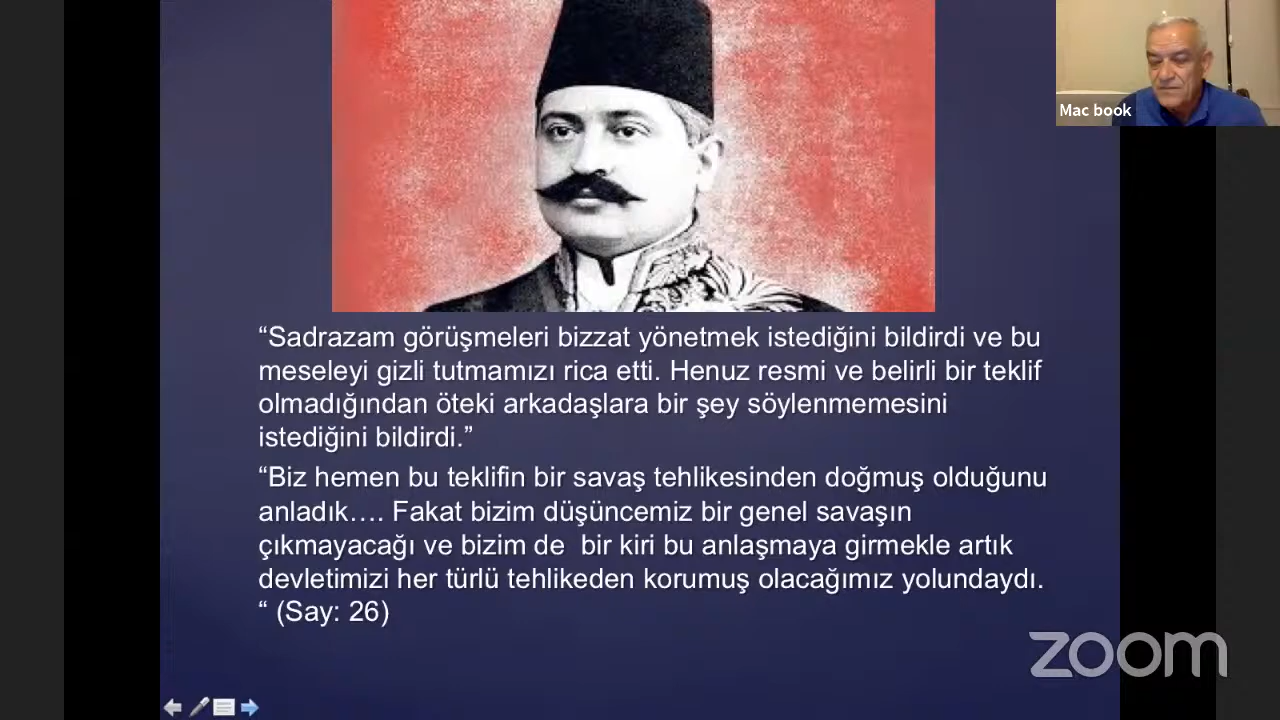 Mac book
“Sadrazam görüşmeleri bizzat yönetmek istediğini bildirdi ve bu
meseleyi gizli tutmamızı rica etti. Henuz resmi ve belirli bir teklif
olmadığından öteki arkadaşlara bir şey söylenmemesini
istediğini bildirdi.”
“Biz hemen bu teklifin bir savaş tehlikesinden doğmuş olduğunu
anladık…. Fakat bizim düşüncemiz bir genel savaşın
çıkmayacağı ve bizim de  bir kiri bu anlaşmaya girmekle artık
devletimizi her türlü tehlikeden korumuş olacağımız yolundaydı.
“ (Say: 26)
zoom